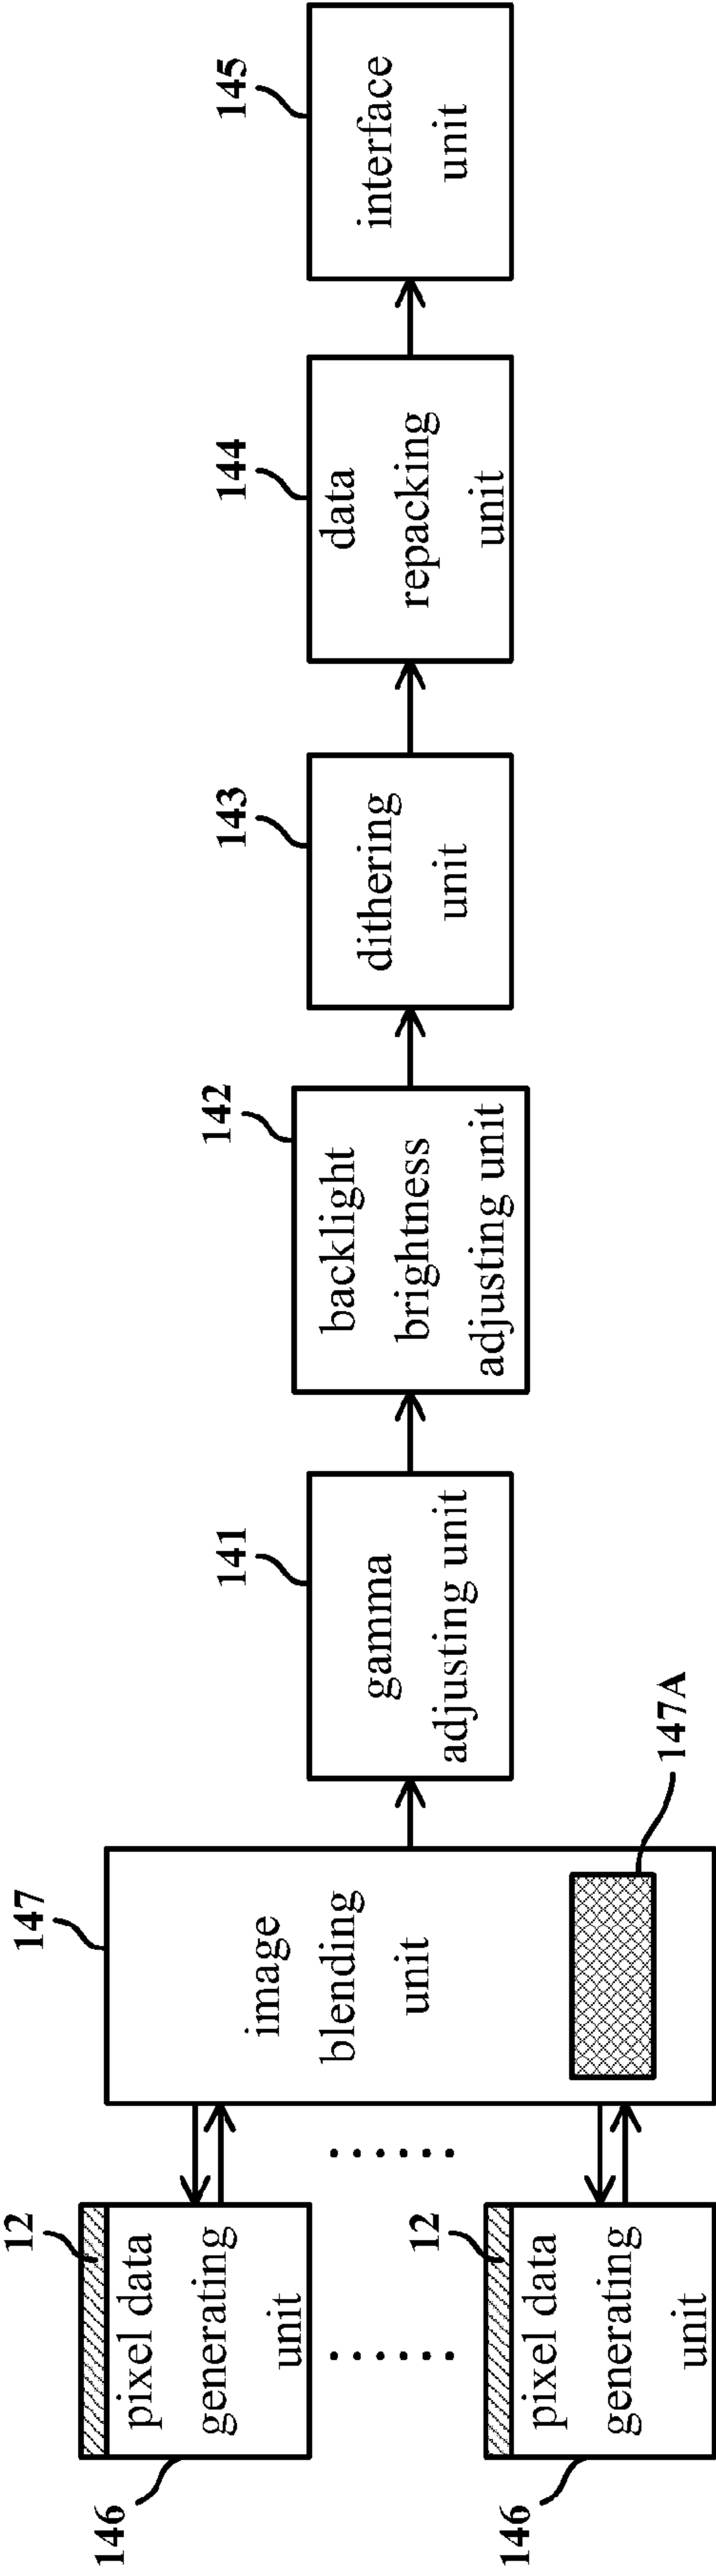 12
146
pixel data
generating
unit
......
......
12
146
pixel data
generating
unit
147
image
blending
unit
147A
141
gamma
adjusting unit
142
backlight
brightness
adjusting unit
143
dithering
unit
144
data
repacking
unit
145
interface
unit